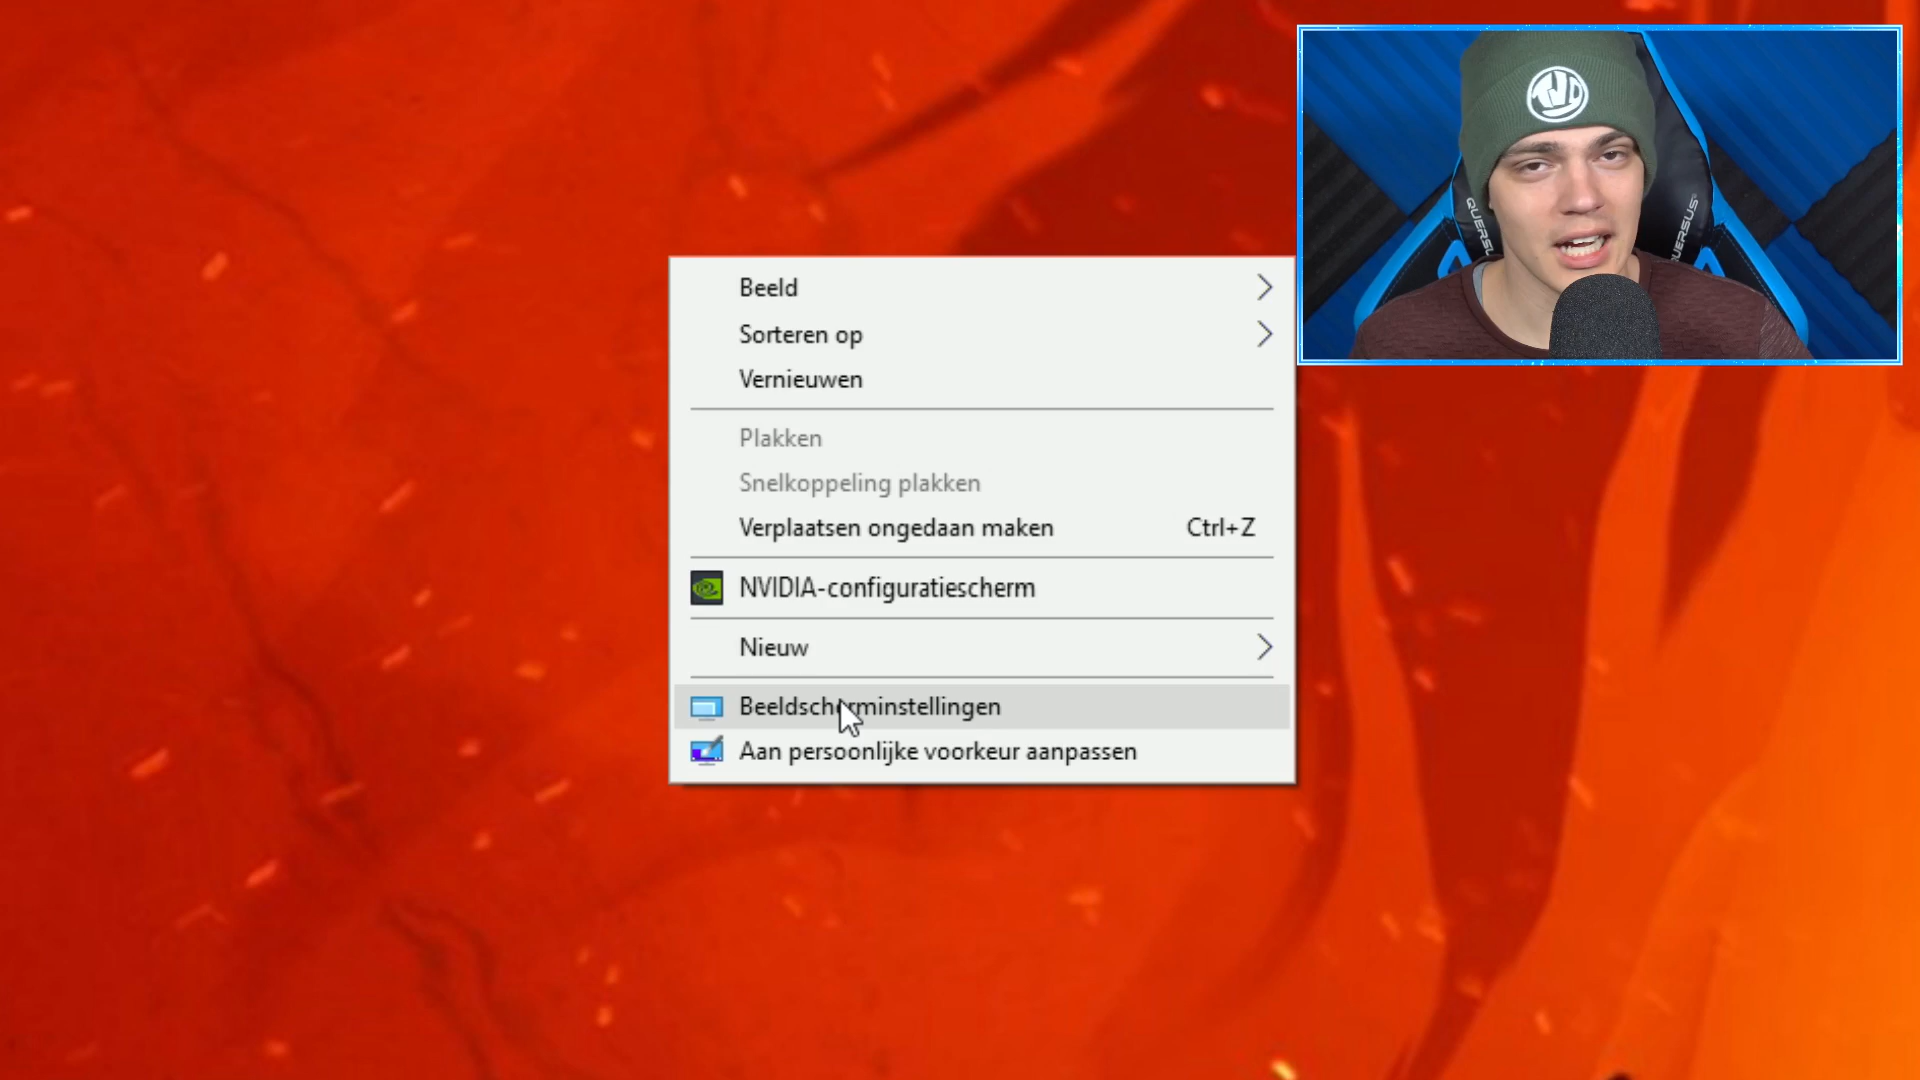 Beeld
Sorteren op
Vernieuwen
Plakken
Snelkoppeling plakken
Verplaatsen ongedaan maken Ctrl+Z
NVIDIA-configuratiescherm
Nieuw
Beeldscherminstellingen
Aan persoonlijke voorkeur aanpassen
QUERSUS